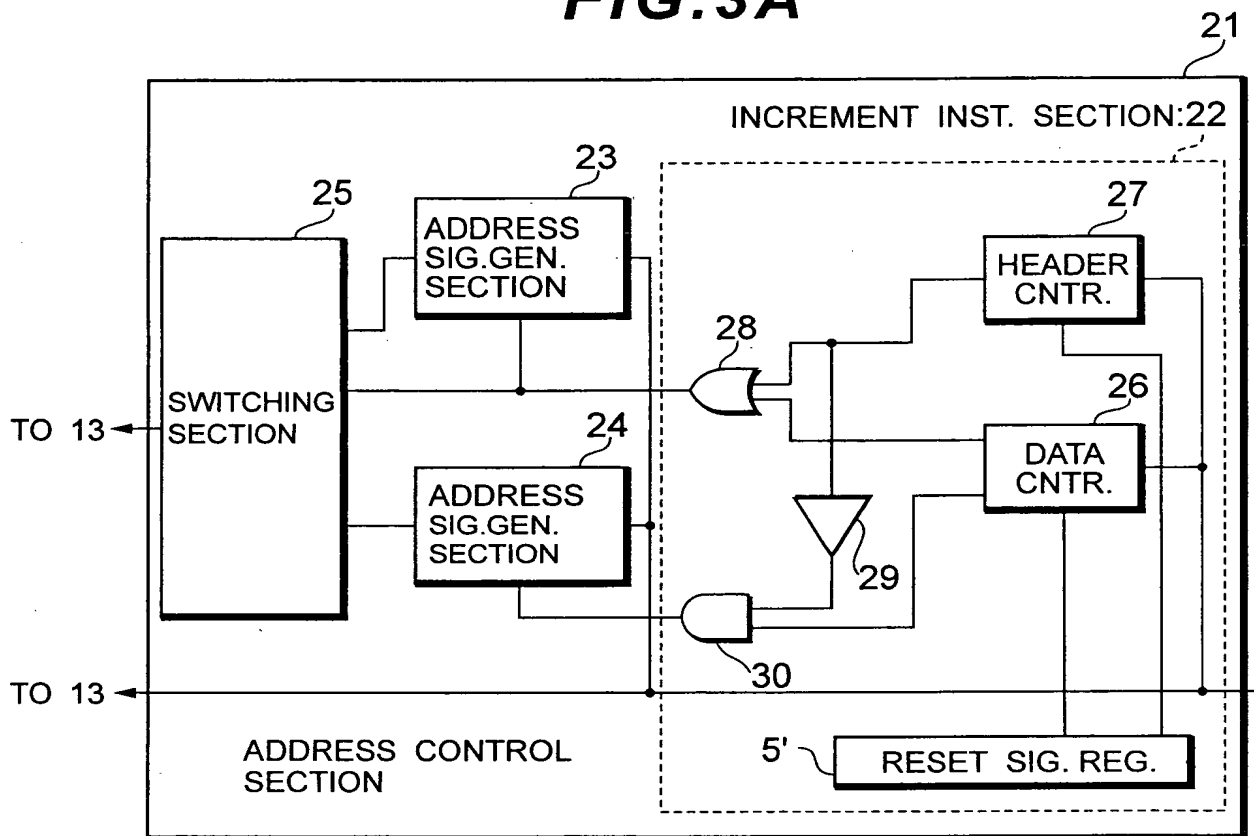 FIG.3A
21
INCREMENT INST. SECTION:22
23
25
27
ADDRESS
SIG.GEN.
SECTION
HEADER
CNTR.
28
26
SWITCHING
SECTION
TO 13
24
DATA
CNTR.
ADDRESS
SIG.GEN.
SECTION
29
30
TO 13
ADDRESS CONTROL
SECTION
5'
RESET SIG. REG.